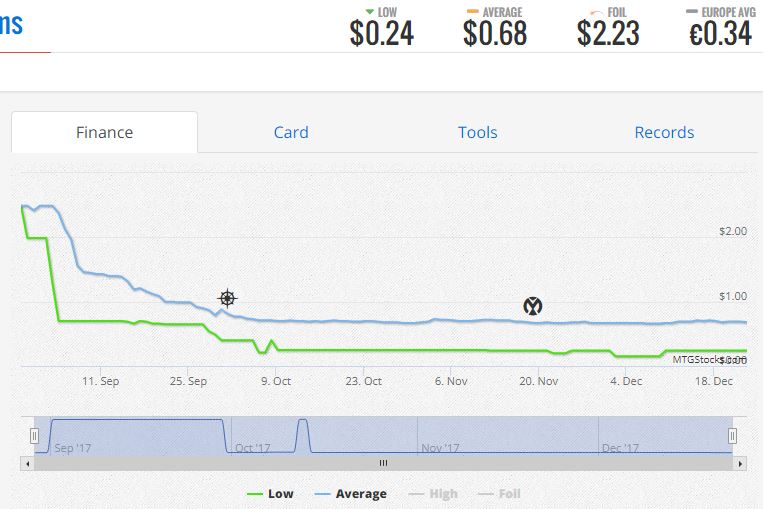 ms
LOW AVERAGE FOIL EUROPE AVG
$0.24 $0.68 $2.23 €0.34
Finance Card Tools Records
$2.00
$1.00
$0.00
MTGStocks.com
11. Sep 25. Sep 9. Oct 23. Oct 6. Nov 20. Nov 4. Dec 18. Dec
Sep '17 Oct '17 Nov '17 Dec '17
Low Average High Foil